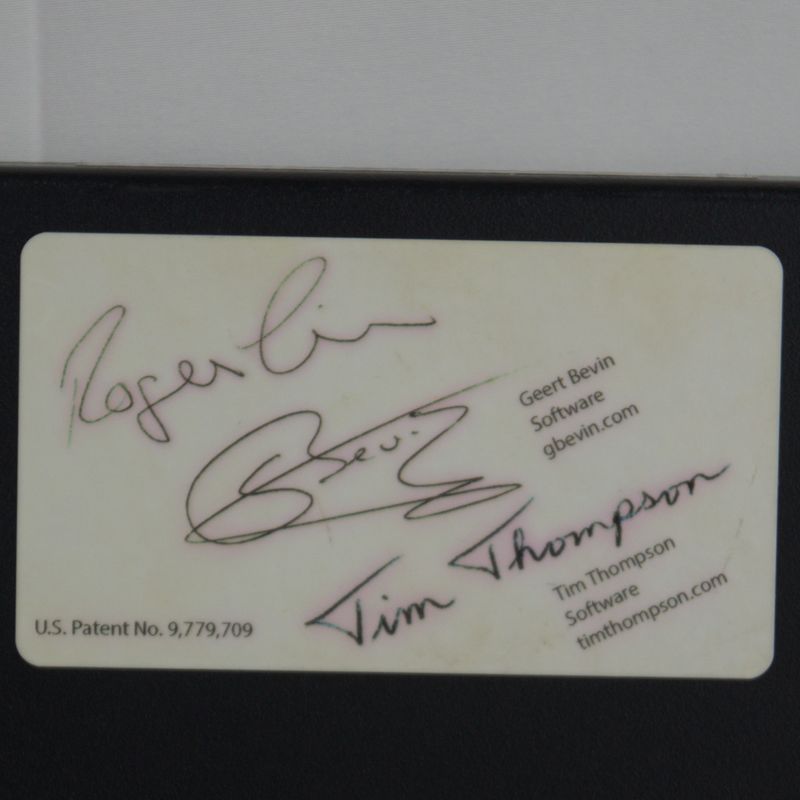 Roger Linn
Geert Bevin
Software
gbevin.com
Tim Thompson
Tim Thompson
Software
timthompson.com
U.S. Patent No. 9,779,709